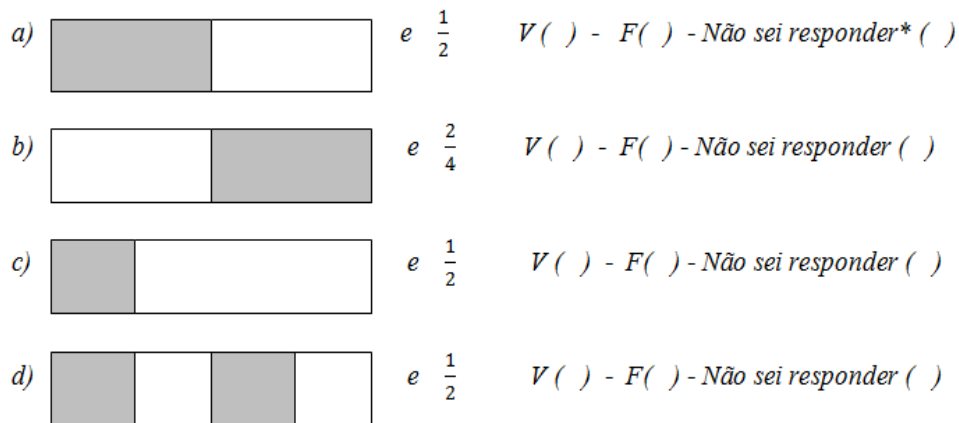 a) e 1/2 V ( ) - F( ) - Não sei responder* ( )
b) e 2/4 V ( ) - F( ) - Não sei responder ( )
c) e 1/2 V ( ) - F( ) - Não sei responder ( )
d) e 1/2 V ( ) - F( ) - Não sei responder ( )